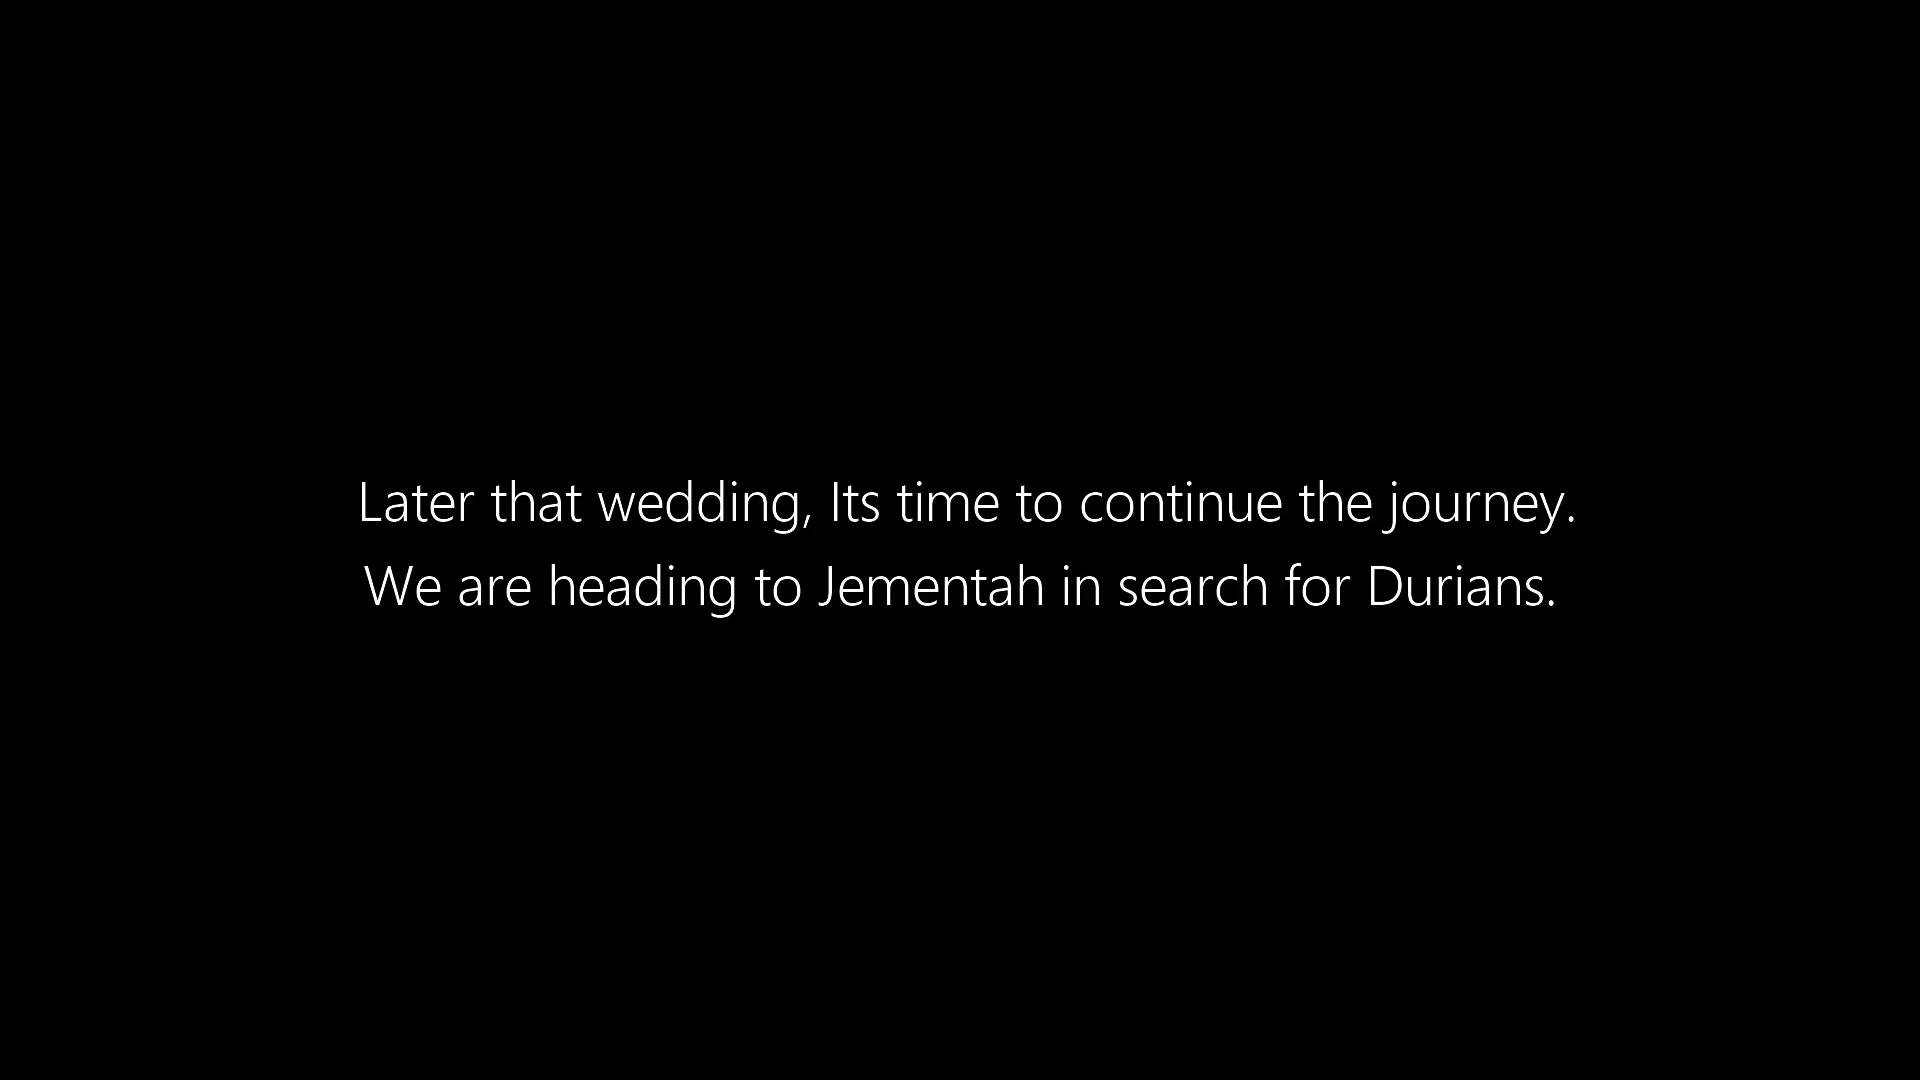 Later that wedding, Its time to continue the journey.
We are heading to Jementah in search for Durians.